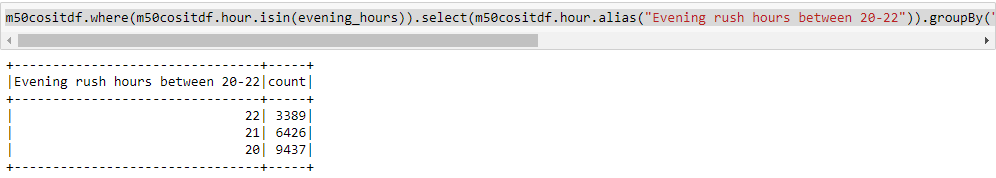 m50cositdf.where(m50cositdf.hour.isin(evening_hours)).select(m50cositdf.hour.alias("Evening rush hours between 20-22")).groupBy('
+-------------------------------+-----+
|Evening rush hours between 20-22|count|
+-------------------------------+-----+
|                              22| 3389|
|                              21| 6426|
|                              20| 9437|
+-------------------------------+-----+